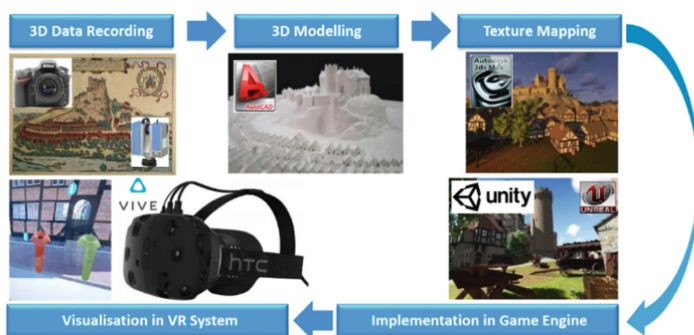 3D Data Recording
3D Modelling
Texture Mapping
A
AutoCAD
Autodesk
3ds Max
VIVE
hTC
unity
UNREAL
Visualisation in VR System
Implementation in Game Engine